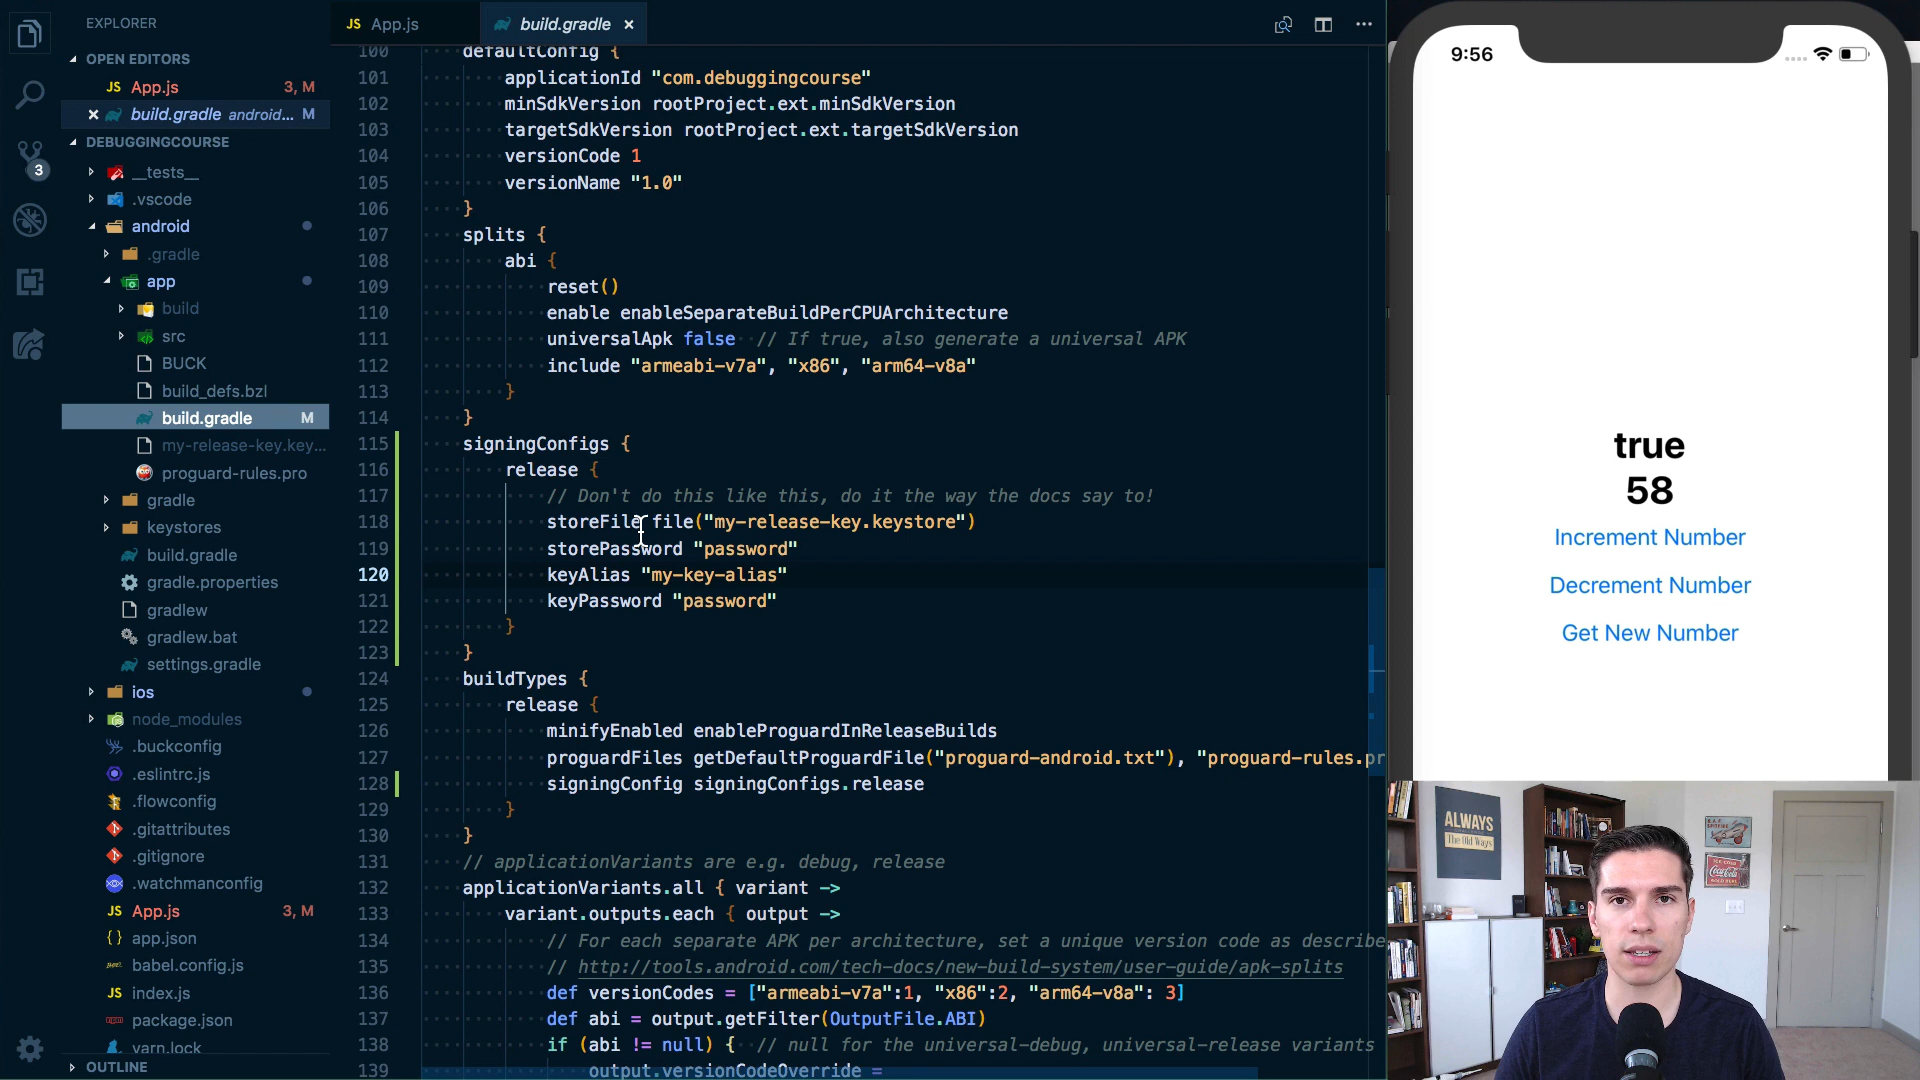 EXPLORER
OPEN EDITORS
JS App.js 3, M
build.gradle android... M
DEBUGGINGCOURSE
__tests__
.vscode
android
.gradle
app
build
src
BUCK
build_defs.bzl
build.gradle M
my-release-key.key...
proguard-rules.pro
gradle
keystores
build.gradle
gradle.properties
gradlew
gradlew.bat
settings.gradle
ios
node_modules
.buckconfig
.eslintrc.js
.flowconfig
.gitattributes
.gitignore
.watchmanconfig
JS App.js 3, M
{ } app.json
babel.config.js
JS index.js
package.json
yarn.lock
OUTLINE
3
JS App.js
build.gradle
100 defaultConfig {
101 applicationId "com.debuggingcourse"
102 minSdkVersion rootProject.ext.minSdkVersion
103 targetSdkVersion rootProject.ext.targetSdkVersion
104 versionCode 1
105 versionName "1.0"
106 }
107 splits {
108 abi {
109 reset()
110 enable enableSeparateBuildPerCPUArchitecture
111 universalApk false // If true, also generate a universal APK
112 include "armeabi-v7a", "x86", "arm64-v8a"
113 }
114 }
115 signingConfigs {
116 release {
117 // Don't do this like this, do it the way the docs say to!
118 storeFile file("my-release-key.keystore")
119 storePassword "password"
120 keyAlias "my-key-alias"
121 keyPassword "password"
122 }
123 }
124 buildTypes {
125 release {
126 minifyEnabled enableProguardInReleaseBuilds
127 proguardFiles getDefaultProguardFile("proguard-android.txt"), "proguard-rules.pr
128 signingConfig signingConfigs.release
129 }
130 }
131 // applicationVariants are e.g. debug, release
132 applicationVariants.all { variant ->
133 variant.outputs.each { output ->
134 // For each separate APK per architecture, set a unique version code as describe
135 // http://tools.android.com/tech-docs/new-build-system/user-guide/apk-splits
136 def versionCodes = ["armeabi-v7a":1, "x86":2, "arm64-v8a": 3]
137 def abi = output.getFilter(OutputFile.ABI)
138 if (abi != null) { // null for the universal-debug, universal-release variants
139 output.versionCodeOverride =
9:56
true
58
Increment Number
Decrement Number
Get New Number
ALWAYS
The Old Ways
Coca-Cola